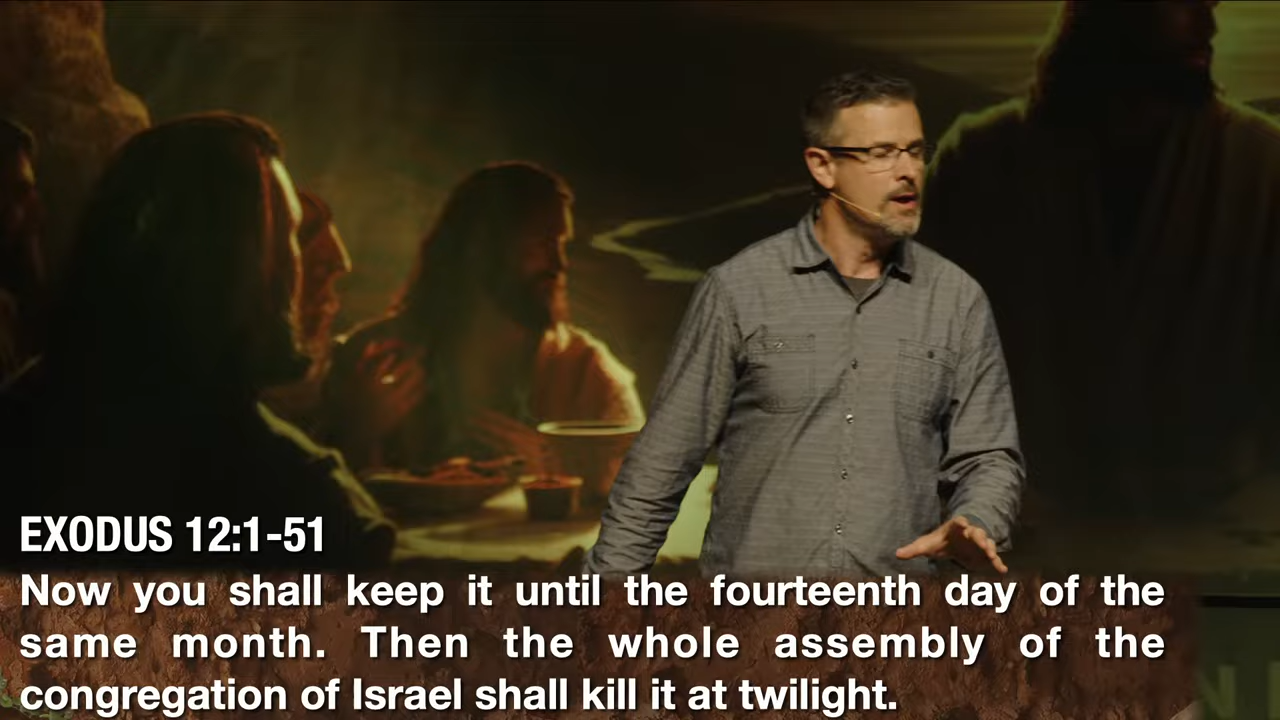 EXODUS 12:1-51
Now you shall keep it until the fourteenth day of the
same month. Then the whole assembly of the
congregation of Israel shall kill it at twilight.